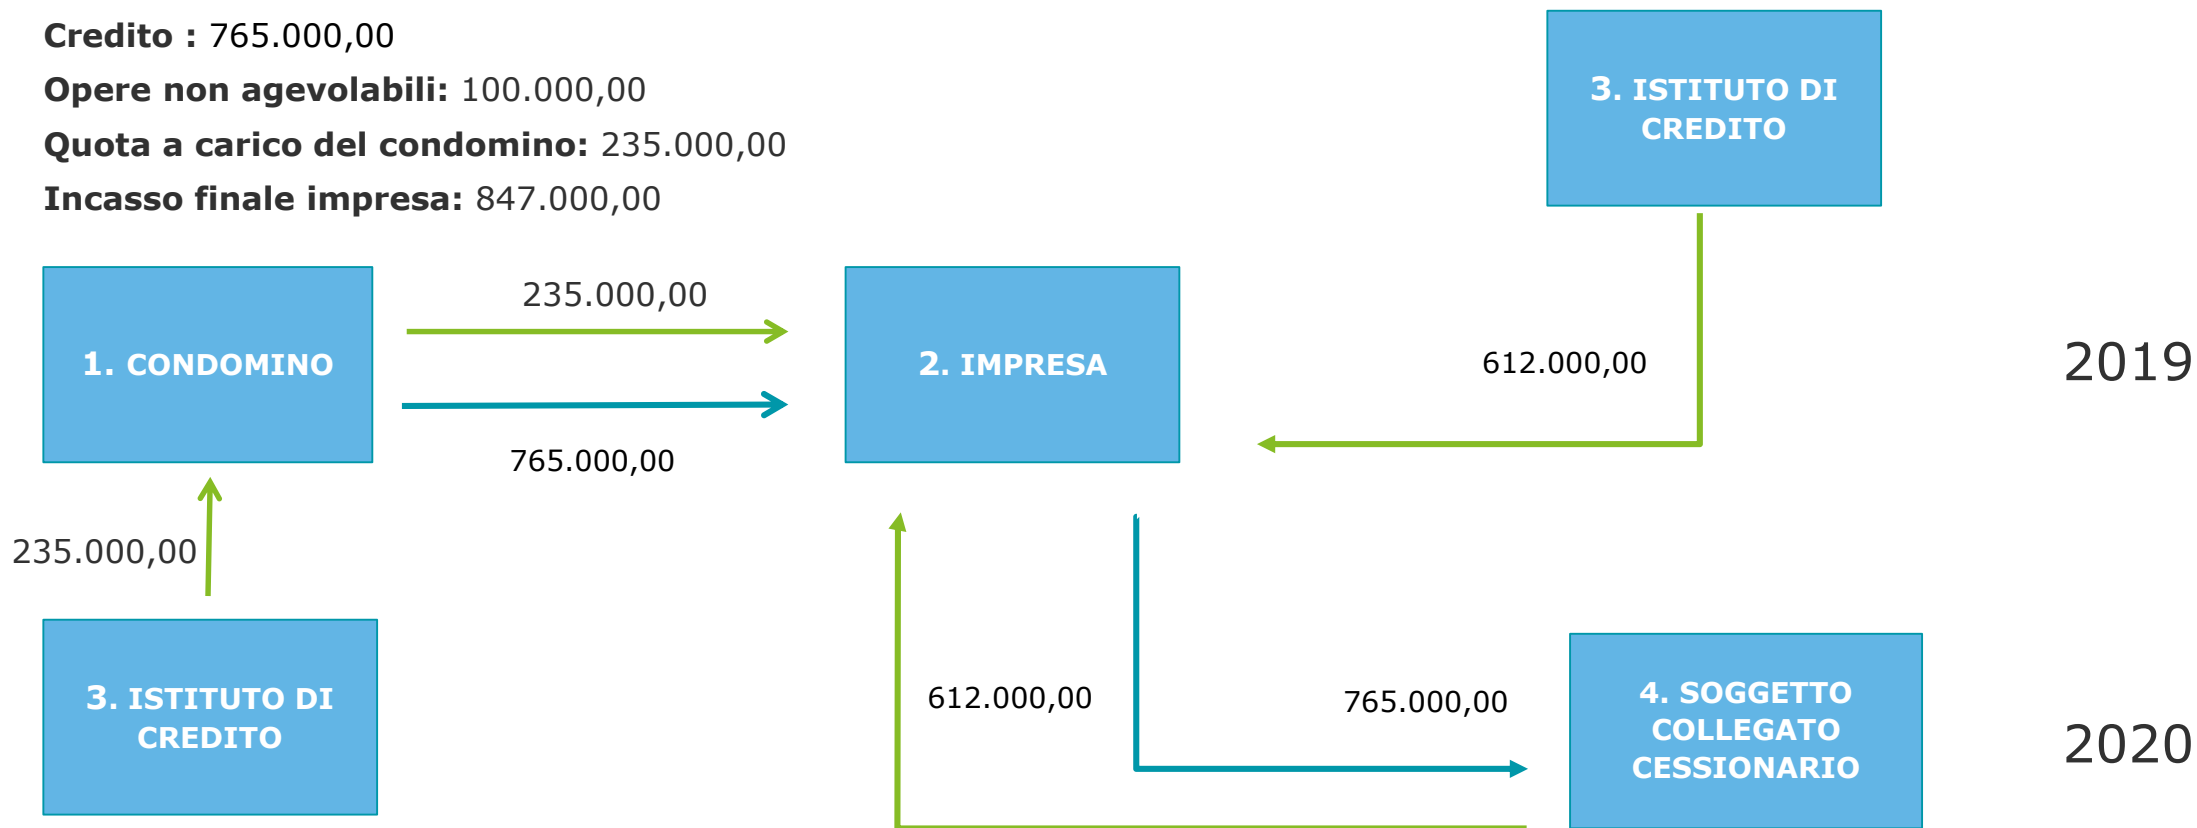 Credito : 765.000,00
Opere non agevolabili: 100.000,00
Quota a carico del condomino: 235.000,00
Incasso finale impresa: 847.000,00
3. ISTITUTO DI
CREDITO
235.000,00
1. CONDOMINO
2. IMPRESA
612.000,00
2019
765.000,00
235.000,00
3. ISTITUTO DI
CREDITO
612.000,00
765.000,00
4. SOGGETTO
COLLEGATO
CESSIONARIO
2020